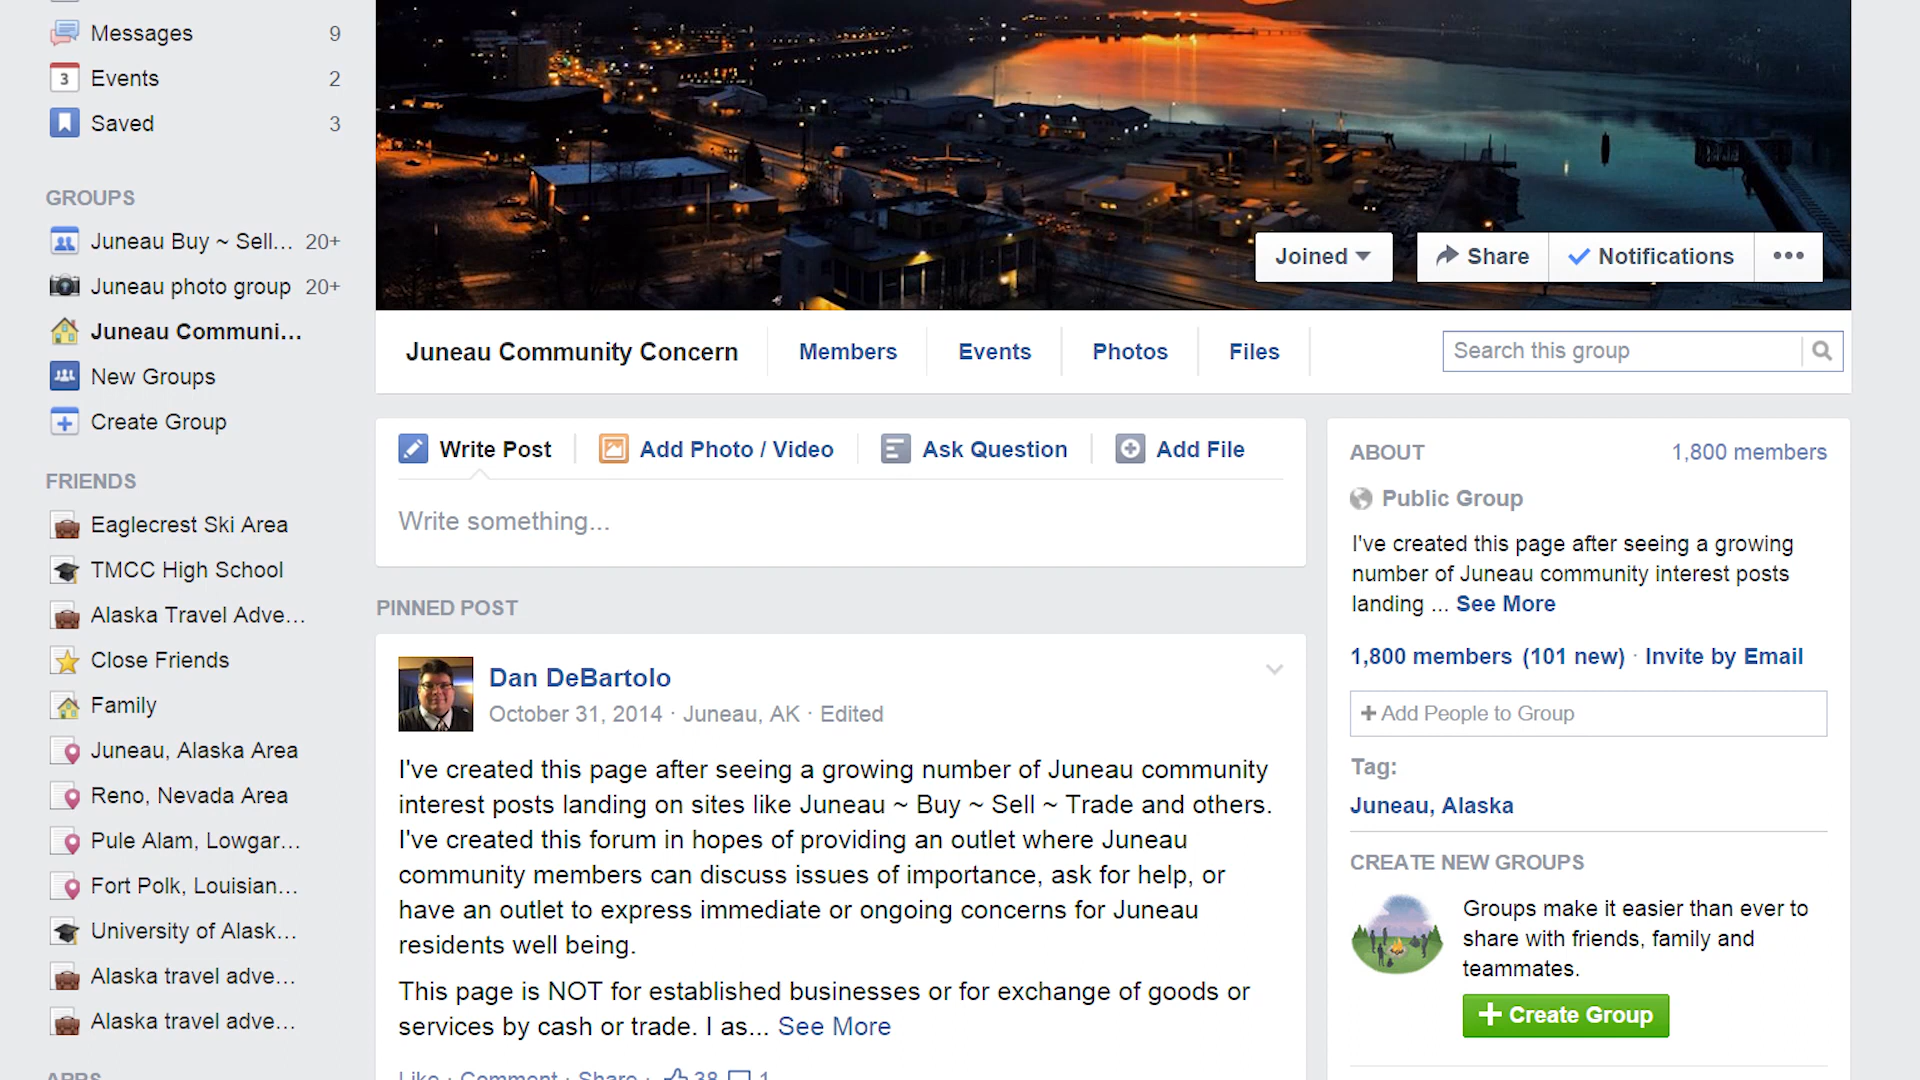 Messages 9
3 Events 2
Saved 3
GROUPS
Juneau Buy ~ Sell... 20+
Juneau photo group 20+
Juneau Communi...
New Groups
Create Group
FRIENDS
Eaglecrest Ski Area
TMCC High School
Alaska Travel Adve...
Close Friends
Family
Juneau, Alaska Area
Reno, Nevada Area
Pule Alam, Lowgar...
Fort Polk, Louisian...
University of Alask...
Alaska travel adve...
Alaska travel adve...
APPS
Joined Share Notifications
Juneau Community Concern Members Events Photos Files Search this group
Write Post Add Photo / Video Ask Question Add File
Write something...
PINNED POST
Dan DeBartolo
October 31, 2014 · Juneau, AK · Edited
I've created this page after seeing a growing number of Juneau community
interest posts landing on sites like Juneau ~ Buy ~ Sell ~ Trade and others.
I've created this forum in hopes of providing an outlet where Juneau
community members can discuss issues of importance, ask for help, or
have an outlet to express immediate or ongoing concerns for Juneau
residents well being.
This page is NOT for established businesses or for exchange of goods or
services by cash or trade. I as... See More
Like · Comment · Share · 38 1
ABOUT 1,800 members
Public Group
I've created this page after seeing a growing
number of Juneau community interest posts
landing ... See More
1,800 members (101 new) · Invite by Email
+ Add People to Group
Tag:
Juneau, Alaska
CREATE NEW GROUPS
Groups make it easier than ever to
share with friends, family and
teammates.
+ Create Group